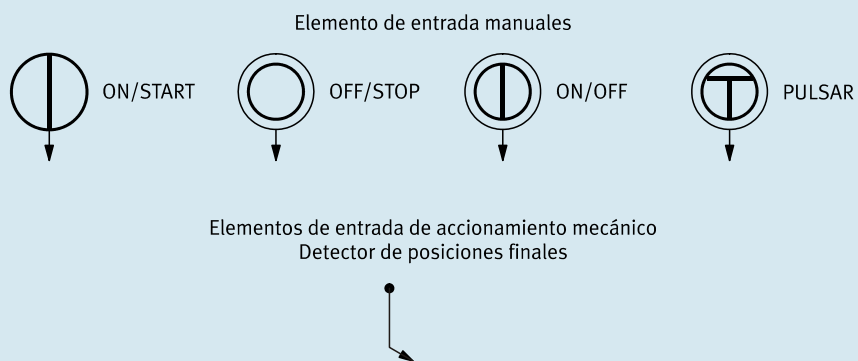 Elemento de entrada manuales
ON/START
OFF/STOP
ON/OFF
PULSAR
Elementos de entrada de accionamiento mecánico
Detector de posiciones finales